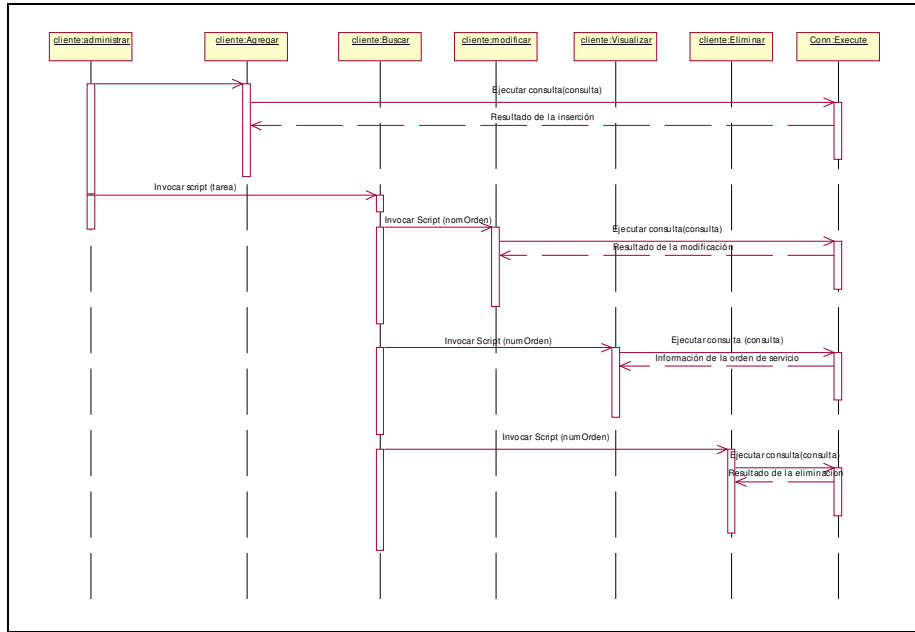 cliente:administrar
cliente:Agregar
cliente:Buscar
cliente:modificar
cliente:Visualizar
cliente:Eliminar
Conn:Execute
Ejecutar consulta(consulta)
Resultado de la inserción
Invocar script (tarea)
Invocar Script (nomOrden)
Ejecutar consulta(consulta)
Resultado de la modificación
Invocar Script (numOrden)
Ejecutar consulta (consulta)
Información de la orden de servicio
Invocar Script (numOrden)
Ejecutar consulta(consulta)
Resultado de la eliminación